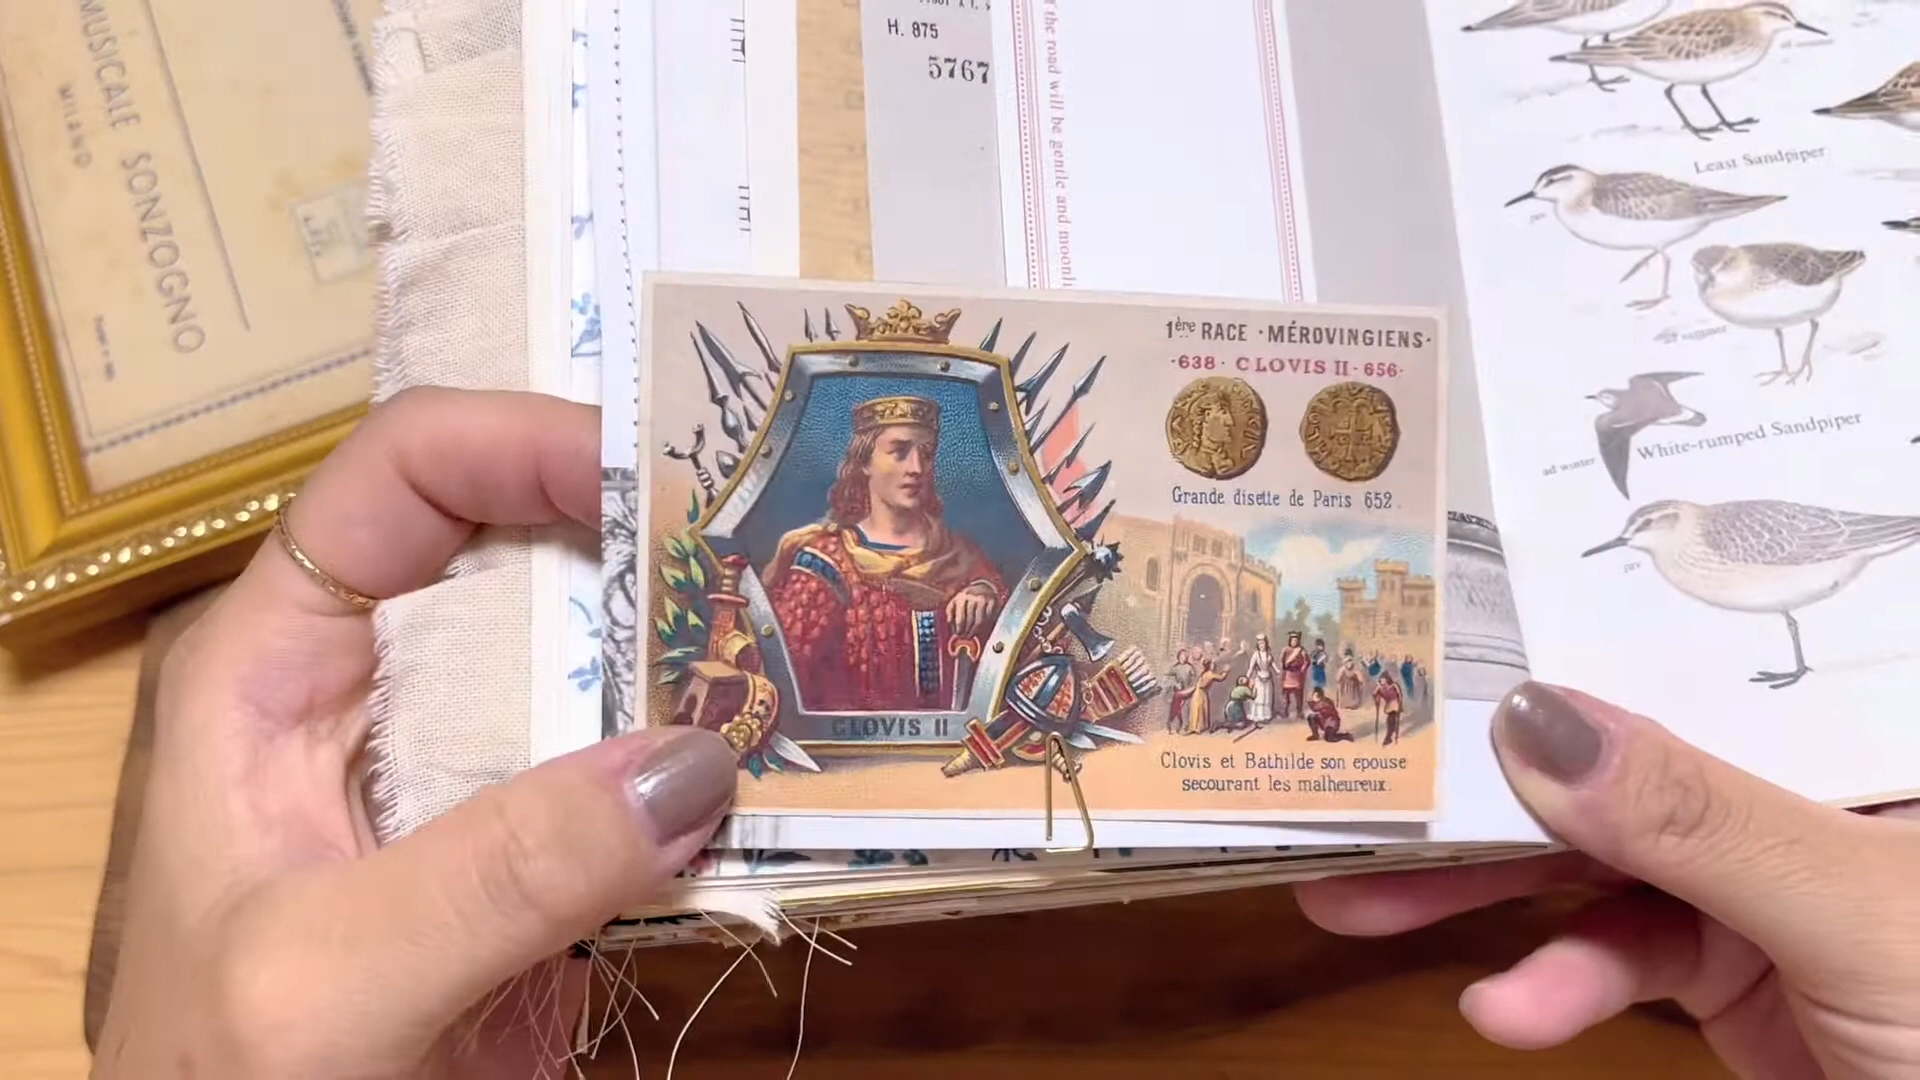 MUSICALE SONZOGNO
MILANO
H. 875
5767
the road will be gentle and moonli
Least Sandpiper
juv
White-rumped Sandpiper
ad winter
juv
1ère RACE · MÉROVINGIENS·
·638· CLOVIS II ·656·
Grande disette de Paris 652.
CLOVIS II
Clovis et Bathilde son epouse
secourant les malheureux.